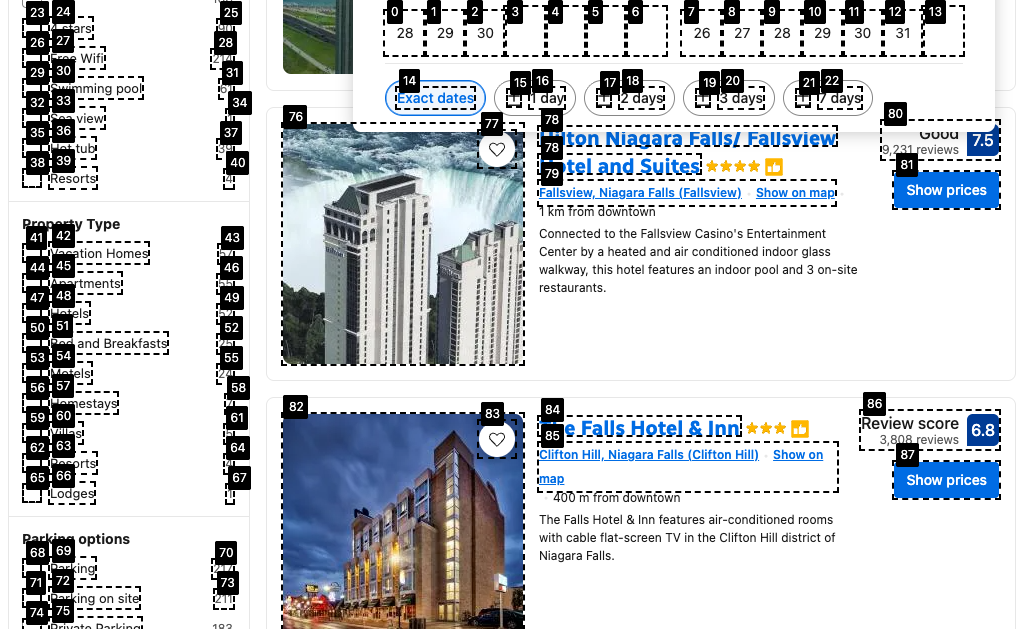 23 24 25
26 27 28
Free Wifi
29 30 31
Swimming pool
32 33 34
Sea view
35 36 37
Hot tub
38 39 40
Resorts
Property Type
41 42 43
Vacation Homes
44 45 46
Apartments
47 48 49
Hotels
50 51 52
Bed and Breakfasts
53 54 55
Motels
56 57 58
Homestays
59 60 61
Villas
62 63 64
Resorts
65 66 67
Lodges
Parking options
68 69 70
Parking
71 72 73
Parking on site
211
74 75
Private Parking
183
0 1 2 3 4 5 6 7 8 9 10 11 12 13
28 29 30 26 27 28 29 30 31
14 15 16 17 18 19 20 21 22
Exact dates
1 day
2 days
3 days
7 days
76 77
78
Hilton Niagara Falls/ Fallsview
78
Hotel and Suites
79
Fallsview, Niagara Falls (Fallsview) Show on map
1 km from downtown
Connected to the Fallsview Casino's Entertainment
Center by a heated and air conditioned indoor glass
walkway, this hotel features an indoor pool and 3 on-site
restaurants.
80
Good
9,231 reviews
7.5
81
Show prices
82 83
84
The Falls Hotel & Inn
85
Clifton Hill, Niagara Falls (Clifton Hill) Show on
map
400 m from downtown
The Falls Hotel & Inn features air-conditioned rooms
with cable flat-screen TV in the Clifton Hill district of
Niagara Falls.
86
Review score
3,808 reviews
6.8
87
Show prices